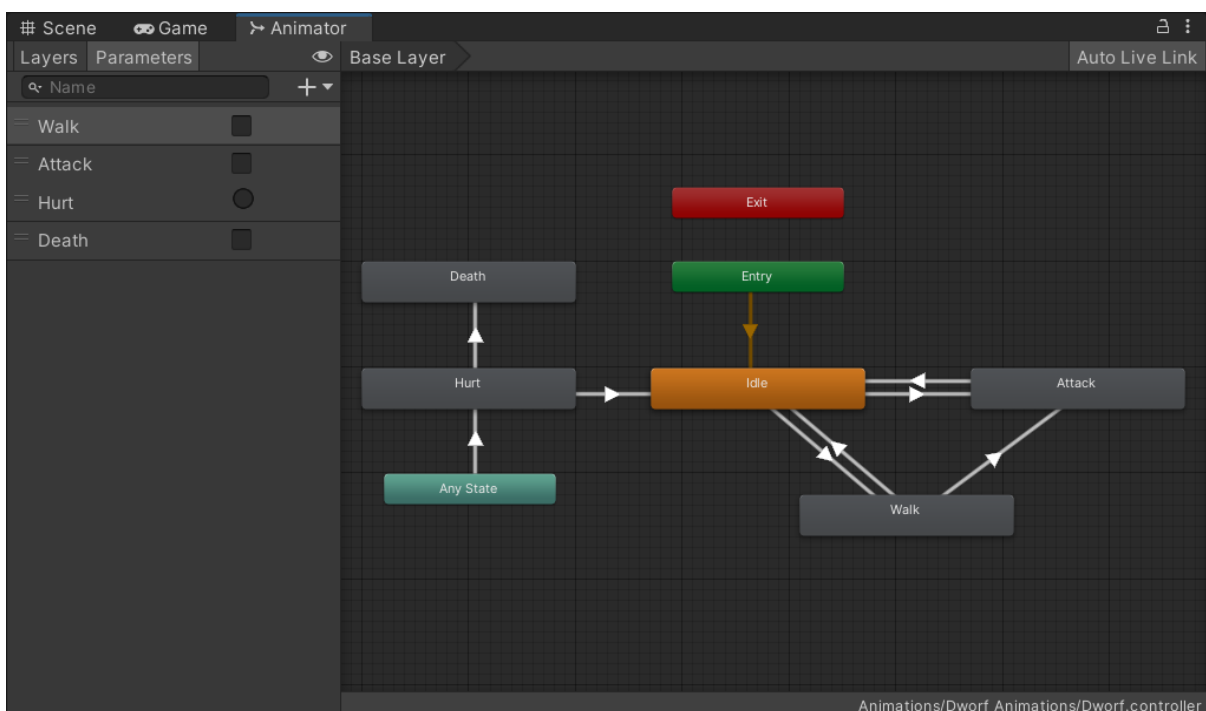 Scene Game Animator
Layers Parameters Base Layer Auto Live Link
Name
Walk
Attack
Hurt
Death
Exit
Death Entry
Hurt Idle Attack
Any State
Walk
Animations/Dworf Animations/Dworf.controller